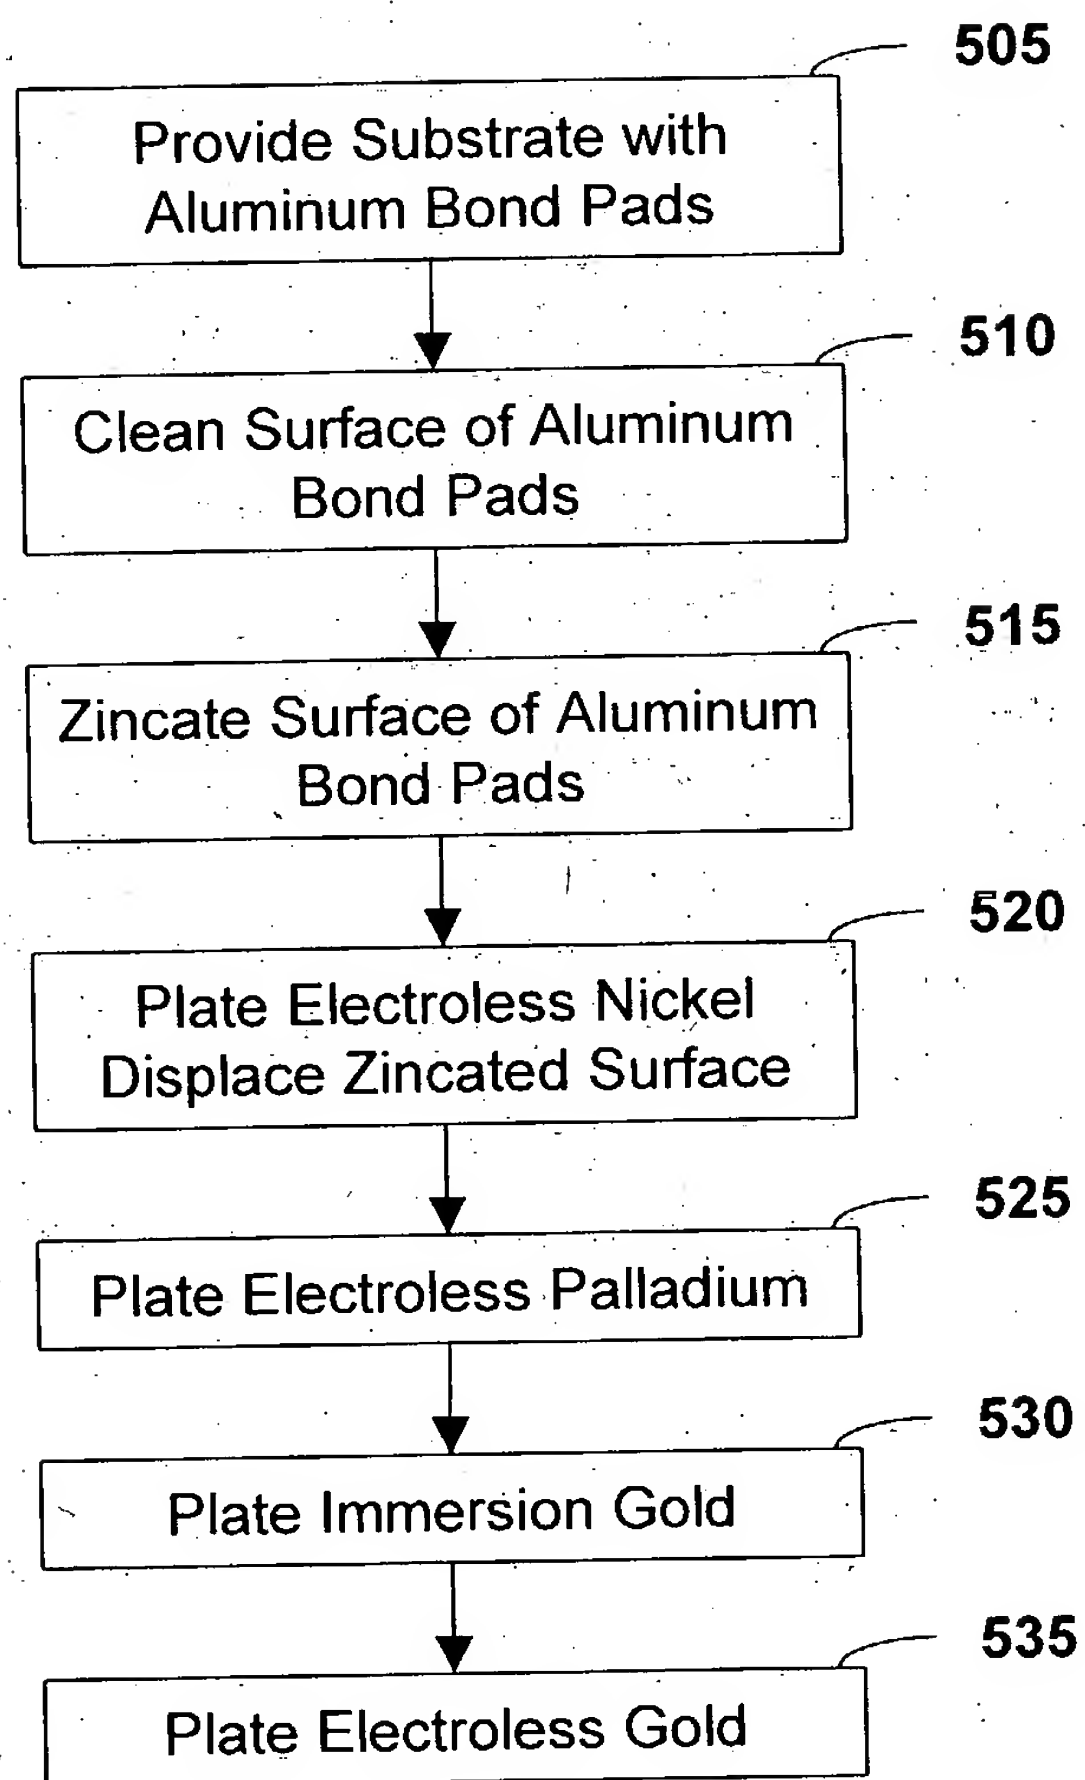 505
Provide Substrate with
Aluminum Bond Pads
510
Clean Surface of Aluminum
Bond Pads
515
Zincate Surface of Aluminum
Bond Pads
520
Plate Electroless Nickel
Displace Zincated Surface
525
Plate Electroless Palladium
530
Plate Immersion Gold
535
Plate Electroless Gold